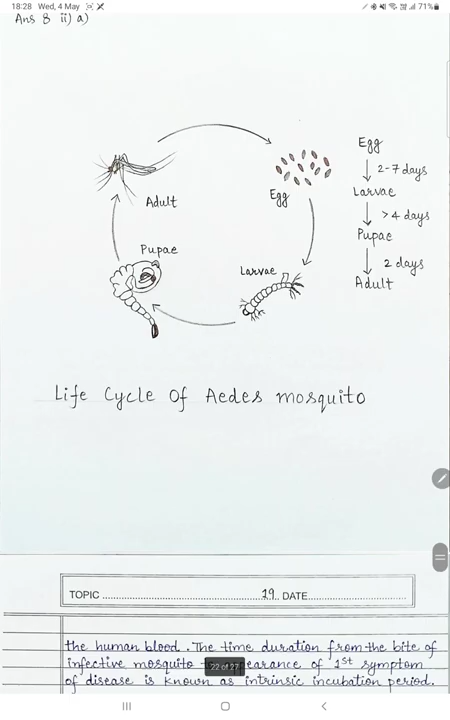 18:28 Wed, 4 May
71%
Ans 8 ii) a)
Egg
2-7 days
Larvae
>4 days
Pupae
2 days
Adult
Adult
Egg
Pupae
Larvae
Life Cycle Of Aedes mosquito
TOPIC 19 DATE
the human blood. The time duration from the bite of
infective mosquito appearance of 1st symptom
22 of 27
of disease is known as intrinsic incubation period.